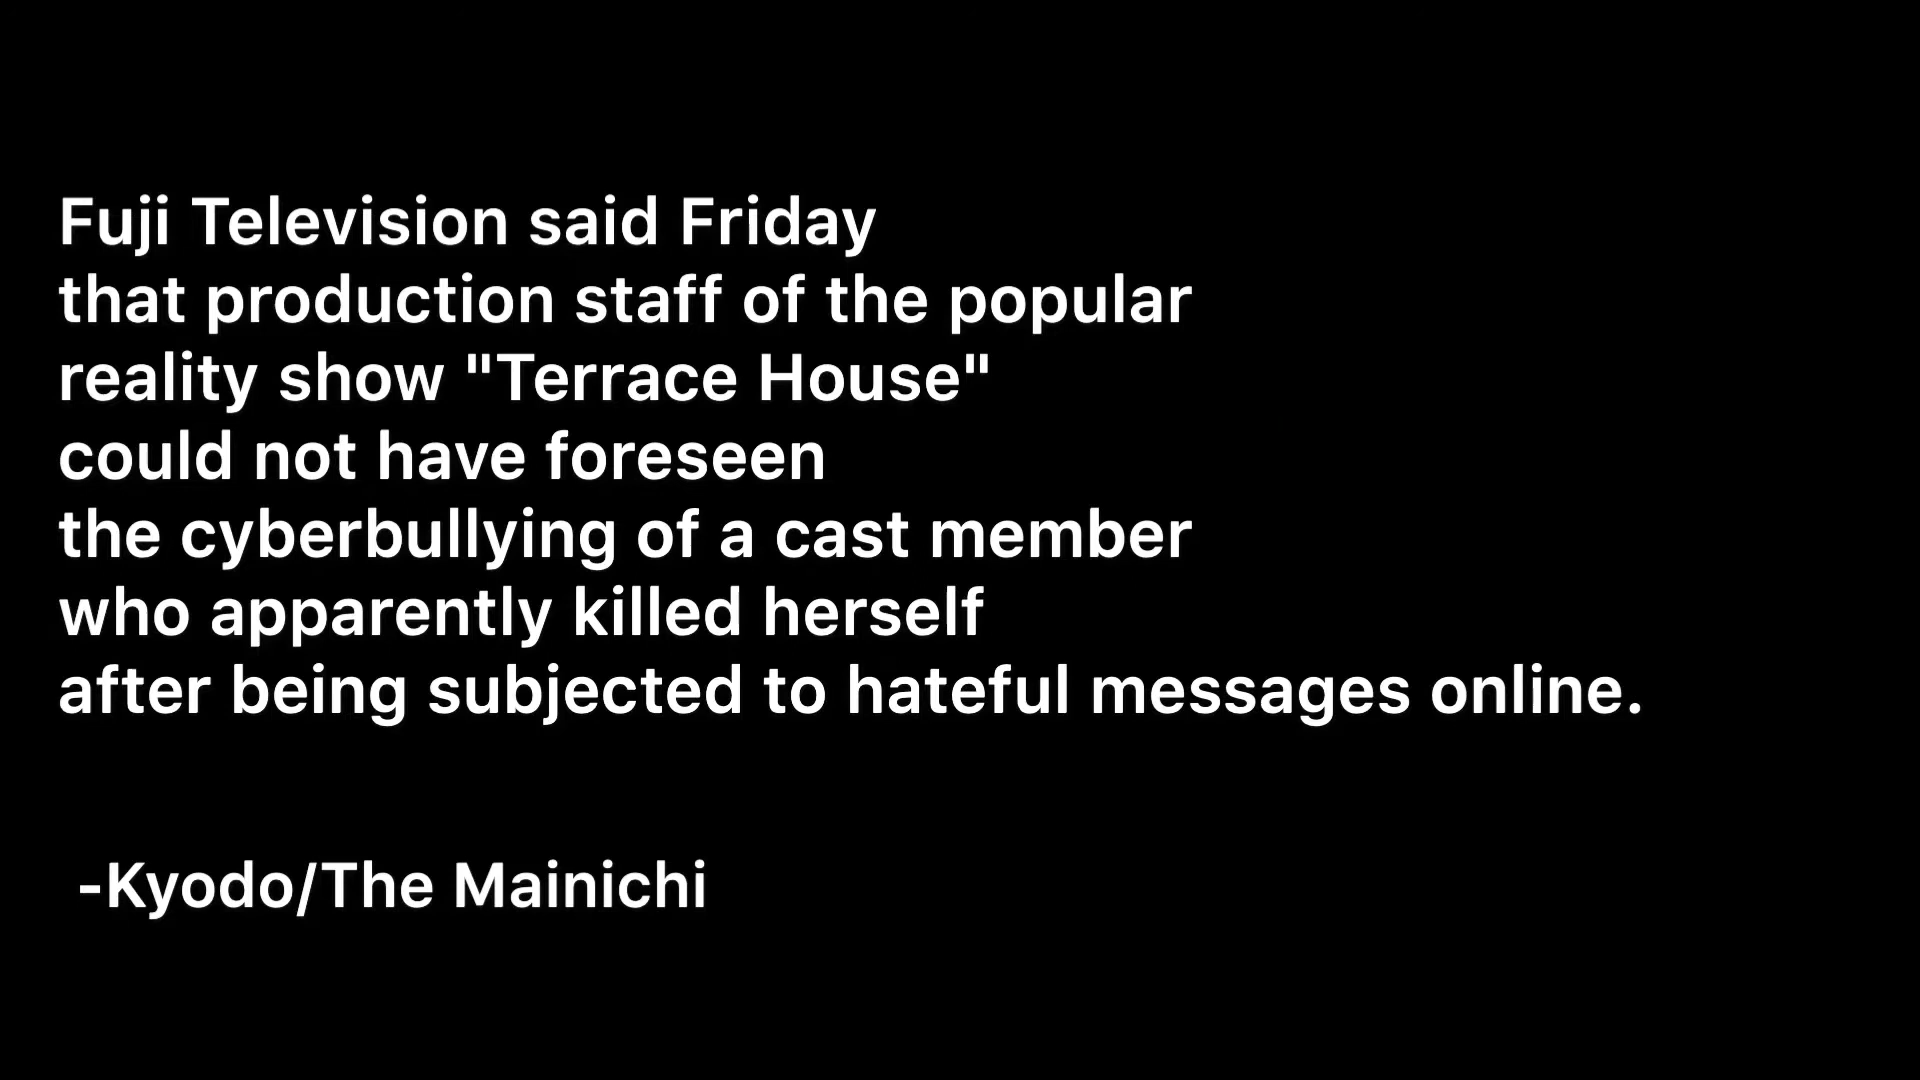 Fuji Television said Friday
that production staff of the popular
reality show "Terrace House"
could not have foreseen
the cyberbullying of a cast member
who apparently killed herself
after being subjected to hateful messages online.
-Kyodo/The Mainichi